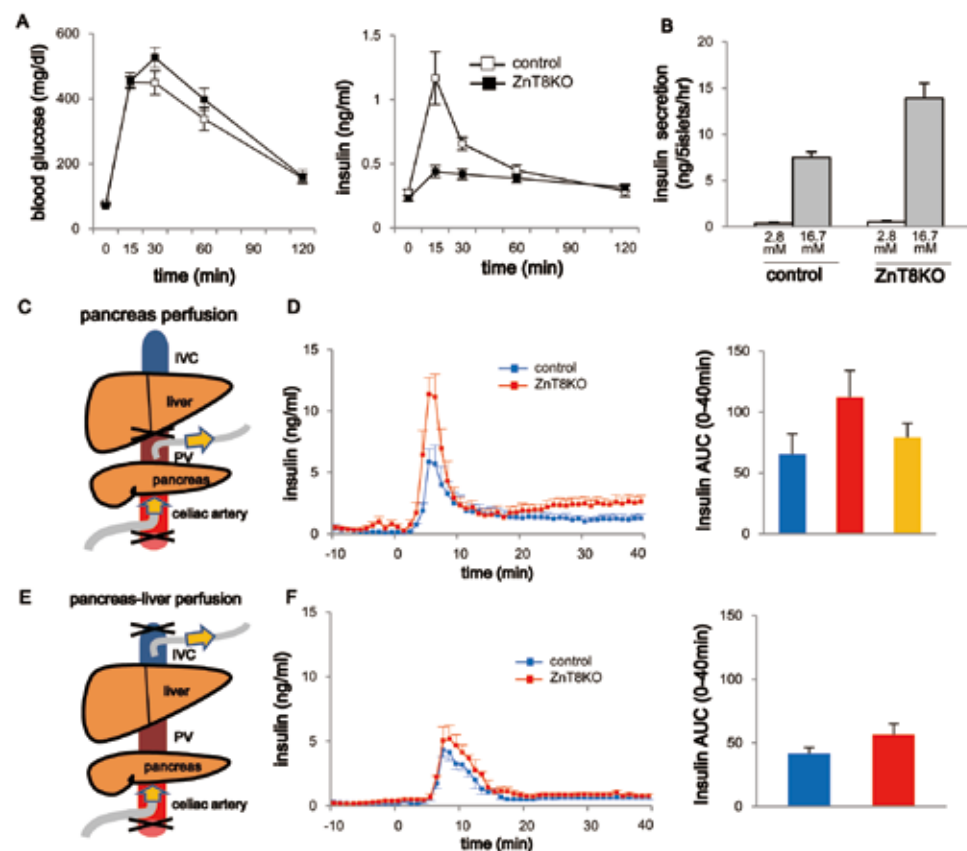 A
blood glucose (mg/dl)
600
400
200
0
0 15 30 60 90 120
time (min)
insulin (ng/ml)
1.5
1
0.5
0
control
ZnT8KO
0 15 30 60 90 120
time (min)
B
insulin secretion
(ng/5islets/hr)
20
15
10
5
0
2.8 16.7 2.8 16.7
mM mM mM mM
control ZnT8KO
C
pancreas perfusion
IVC
liver
PV
pancreas
celiac artery
D
insulin (ng/ml)
15
10
5
0
control
ZnT8KO
-10 0 10 20 30 40
time (min)
Insulin AUC (0-40min)
150
100
50
0
E
pancreas-liver perfusion
IVC
liver
PV
pancreas
celiac artery
F
insulin (ng/ml)
15
10
5
0
control
ZnT8KO
-10 0 10 20 30 40
time (min)
Insulin AUC (0-40min)
150
100
50
0